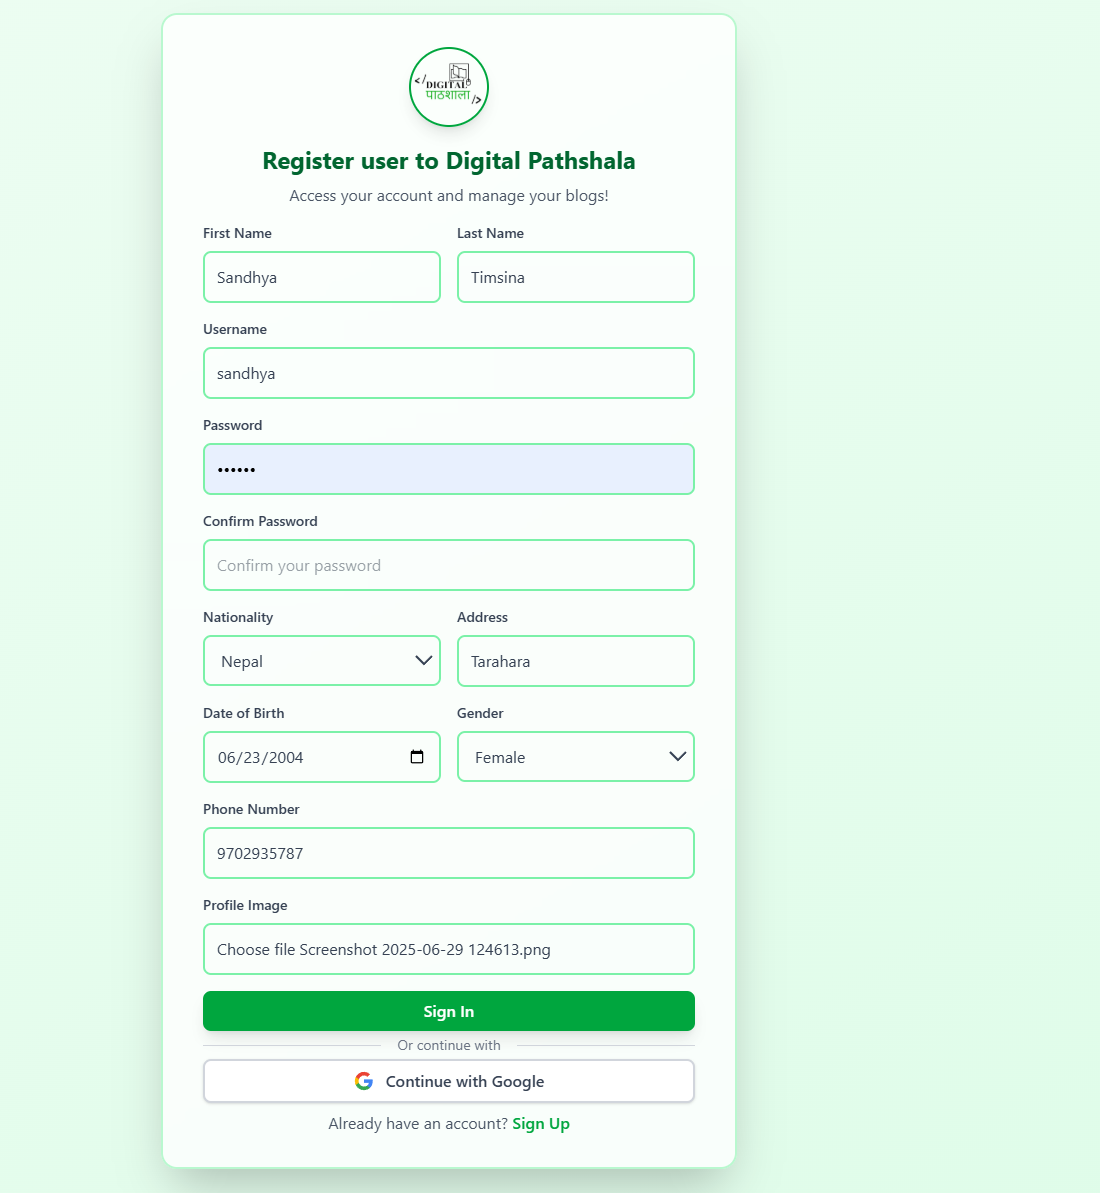 </DIGITAL
पाठशाला />
Register user to Digital Pathshala
Access your account and manage your blogs!
First Name Last Name
Sandhya Timsina
Username
sandhya
Password
••••••
Confirm Password
Confirm your password
Nationality Address
Nepal Tarahara
Date of Birth Gender
06/23/2004 Female
Phone Number
9702935787
Profile Image
Choose file Screenshot 2025-06-29 124613.png
Sign In
Or continue with
Continue with Google
Already have an account? Sign Up